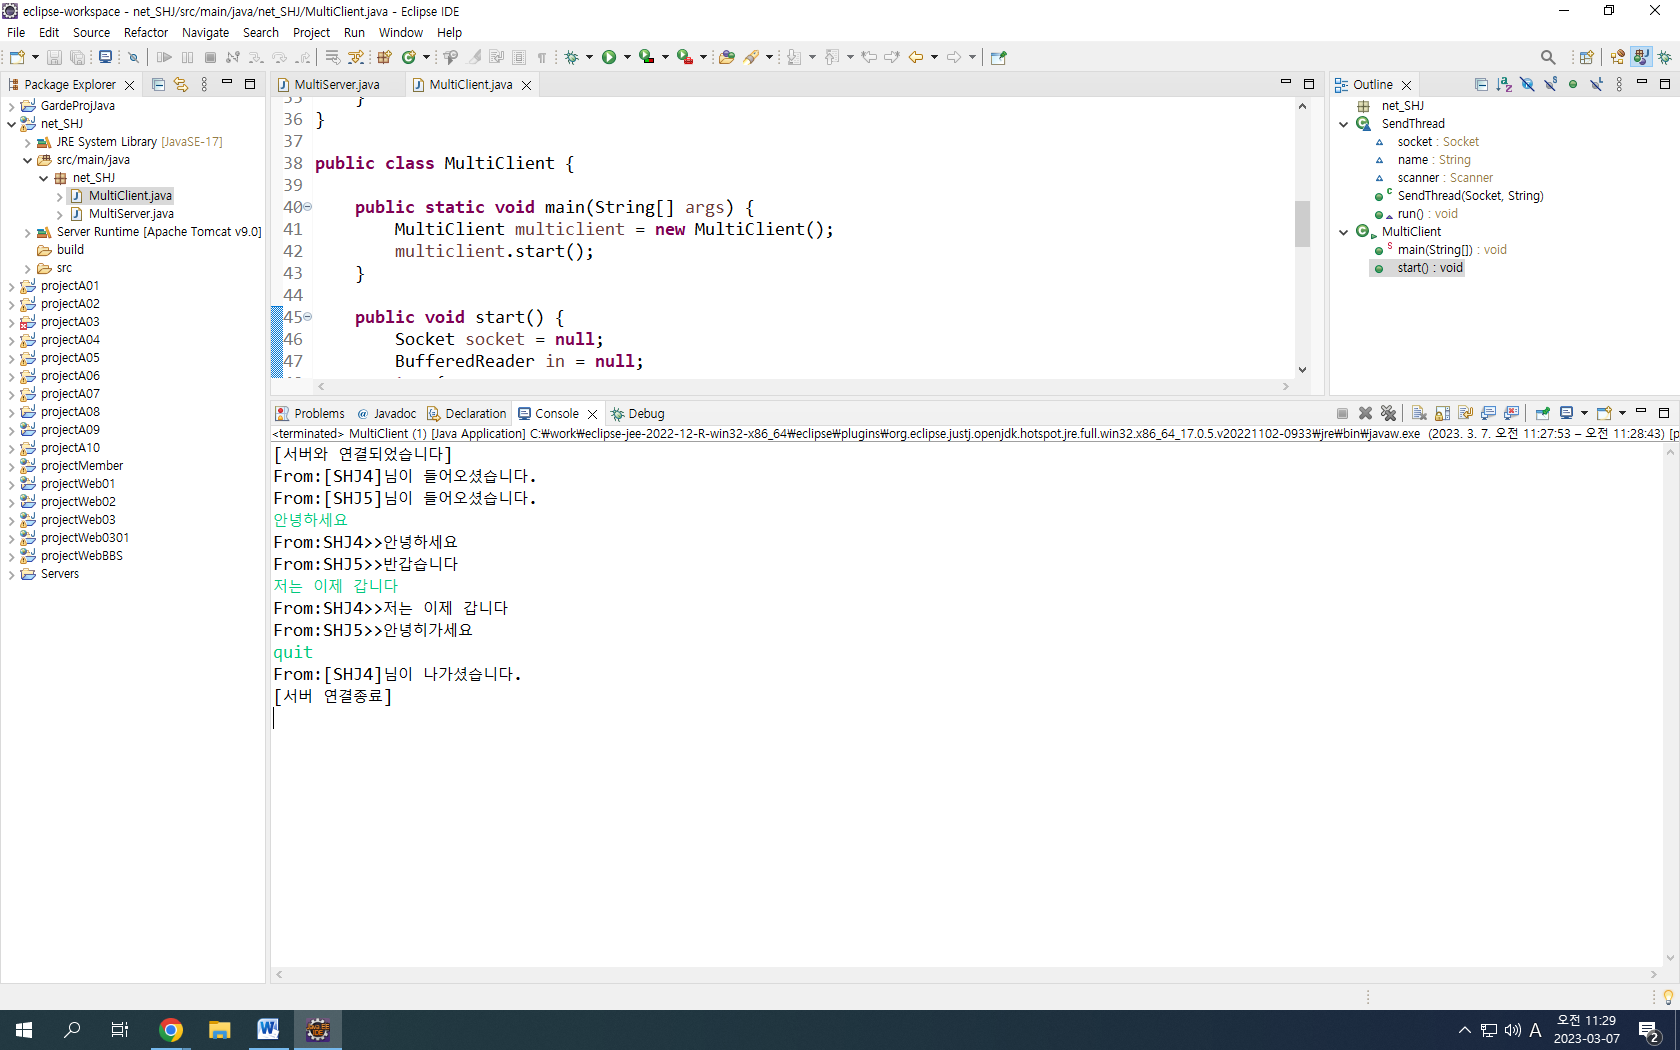 eclipse-workspace - net_SHJ/src/main/java/net_SHJ/MultiClient.java - Eclipse IDE
File Edit Source Refactor Navigate Search Project Run Window Help
Package Explorer
GardeProjJava
net_SHJ
JRE System Library [JavaSE-17]
src/main/java
net_SHJ
MultiClient.java
MultiServer.java
Server Runtime [Apache Tomcat v9.0]
build
src
projectA01
projectA02
projectA03
projectA04
projectA05
projectA06
projectA07
projectA08
projectA09
projectA10
projectMember
projectWeb01
projectWeb02
projectWeb03
projectWeb0301
projectWebBBS
Servers
MultiServer.java MultiClient.java
35 }
36 }
37
38 public class MultiClient {
39
40 public static void main(String[] args) {
41 MultiClient multiclient = new MultiClient();
42 multiclient.start();
43 }
44
45 public void start() {
46 Socket socket = null;
47 BufferedReader in = null;
Outline
net_SHJ
SendThread
socket : Socket
name : String
scanner : Scanner
SendThread(Socket, String)
run() : void
MultiClient
main(String[]) : void
start() : void
Problems Javadoc Declaration Console Debug
<terminated> MultiClient (1) [Java Application] C:₩work₩eclipse-jee-2022-12-R-win32-x86_64₩eclipse₩plugins₩org.eclipse.justj.openjdk.hotspot.jre.full.win32.x86_64_17.0.5.v20221102-0933₩jre₩bin₩javaw.exe (2023. 3. 7. 오전 11:27:53 – 오전 11:28:43) [p
[서버와 연결되었습니다]
From:[SHJ4]님이 들어오셨습니다.
From:[SHJ5]님이 들어오셨습니다.
안녕하세요
From:SHJ4>>안녕하세요
From:SHJ5>>반갑습니다
저는 이제 갑니다
From:SHJ4>>저는 이제 갑니다
From:SHJ5>>안녕히가세요
quit
From:[SHJ4]님이 나가셨습니다.
[서버 연결종료]
A
오전 11:29
2023-03-07
2